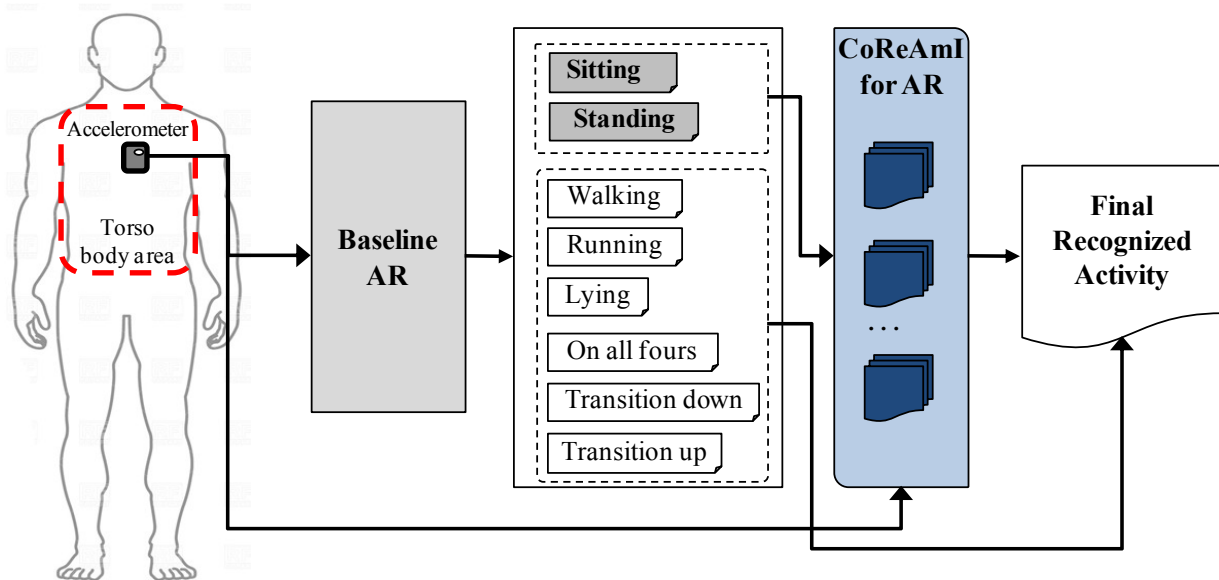 Accelerometer
Torso
body area
Baseline
AR
Sitting
Standing
Walking
Running
Lying
On all fours
Transition down
Transition up
CoReAmI
for AR
...
Final
Recognized
Activity